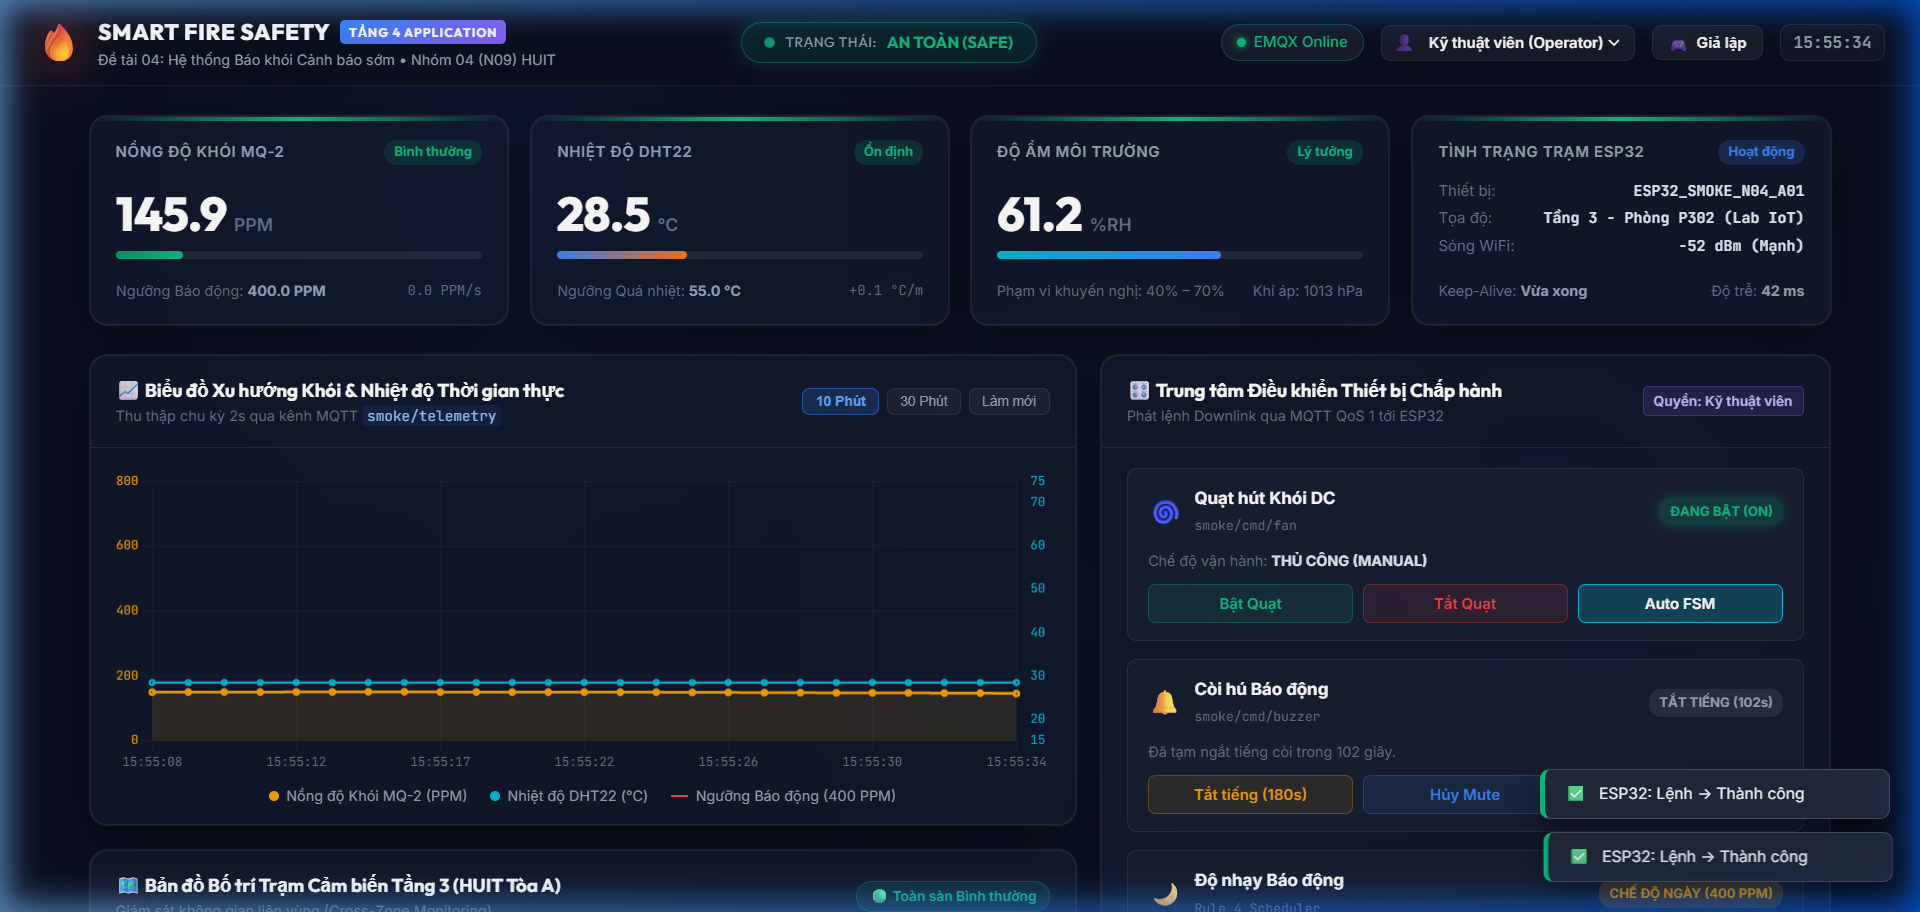 SMART FIRE SAFETY TẦNG 4 APPLICATION
Đề tài 04: Hệ thống Báo khói Cảnh báo sớm • Nhóm 04 (N09) HUIT
TRẠNG THÁI: AN TOÀN (SAFE)
EMQX Online
Kỹ thuật viên (Operator)
Giả lập
15:55:34
NỒNG ĐỘ KHÓI MQ-2
Bình thường
145.9 PPM
Ngưỡng Báo động: 400.0 PPM
0.0 PPM/s
NHIỆT ĐỘ DHT22
Ổn định
28.5 °C
Ngưỡng Quá nhiệt: 55.0 °C
+0.1 °C/m
ĐỘ ẨM MÔI TRƯỜNG
Lý tưởng
61.2 %RH
Phạm vi khuyến nghị: 40% – 70%
Khí áp: 1013 hPa
TÌNH TRẠNG TRẠM ESP32
Hoạt động
Thiết bị: ESP32_SMOKE_N04_A01
Tọa độ: Tầng 3 - Phòng P302 (Lab IoT)
Sóng WiFi: -52 dBm (Mạnh)
Keep-Alive: Vừa xong
Độ trễ: 42 ms
Biểu đồ Xu hướng Khói & Nhiệt độ Thời gian thực
Thu thập chu kỳ 2s qua kênh MQTT smoke/telemetry
10 Phút
30 Phút
Làm mới
800
600
400
200
0
75
70
60
50
40
30
20
15
15:55:08 15:55:12 15:55:17 15:55:22 15:55:26 15:55:30 15:55:34
Nồng độ Khói MQ-2 (PPM) Nhiệt độ DHT22 (°C) Ngưỡng Báo động (400 PPM)
Trung tâm Điều khiển Thiết bị Chấp hành
Phát lệnh Downlink qua MQTT QoS 1 tới ESP32
Quyền: Kỹ thuật viên
Quạt hút Khói DC
smoke/cmd/fan
ĐANG BẬT (ON)
Chế độ vận hành: THỦ CÔNG (MANUAL)
Bật Quạt
Tắt Quạt
Auto FSM
Còi hú Báo động
smoke/cmd/buzzer
TẮT TIẾNG (102s)
Đã tạm ngắt tiếng còi trong 102 giây.
Tắt tiếng (180s)
Hủy Mute
ESP32: Lệnh → Thành công
ESP32: Lệnh → Thành công
Độ nhạy Báo động
Rule 4 Scheduler
CHẾ ĐỘ NGÀY (400 PPM)
Bản đồ Bố trí Trạm Cảm biến Tầng 3 (HUIT Tòa A)
Giám sát không gian liên vùng (Cross-Zone Monitoring)
Toàn sàn Bình thường